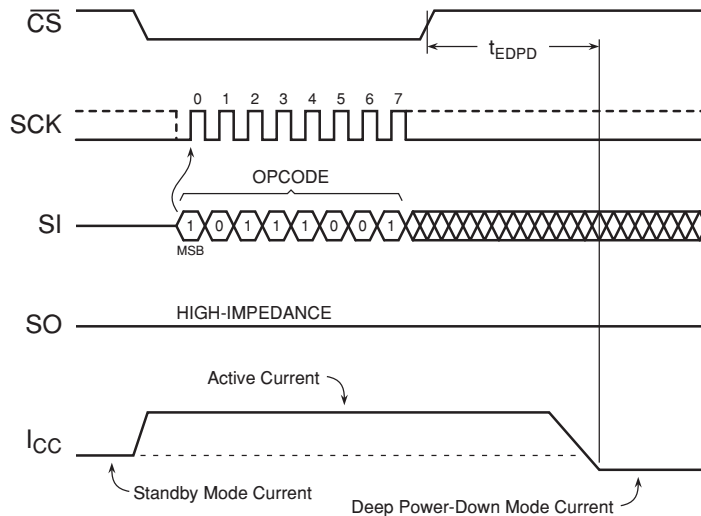 CS
tEDPD
0 1 2 3 4 5 6 7
SCK
OPCODE
SI
1 0 1 1 1 0 0 1
MSB
HIGH-IMPEDANCE
SO
Active Current
ICC
Standby Mode Current
Deep Power-Down Mode Current